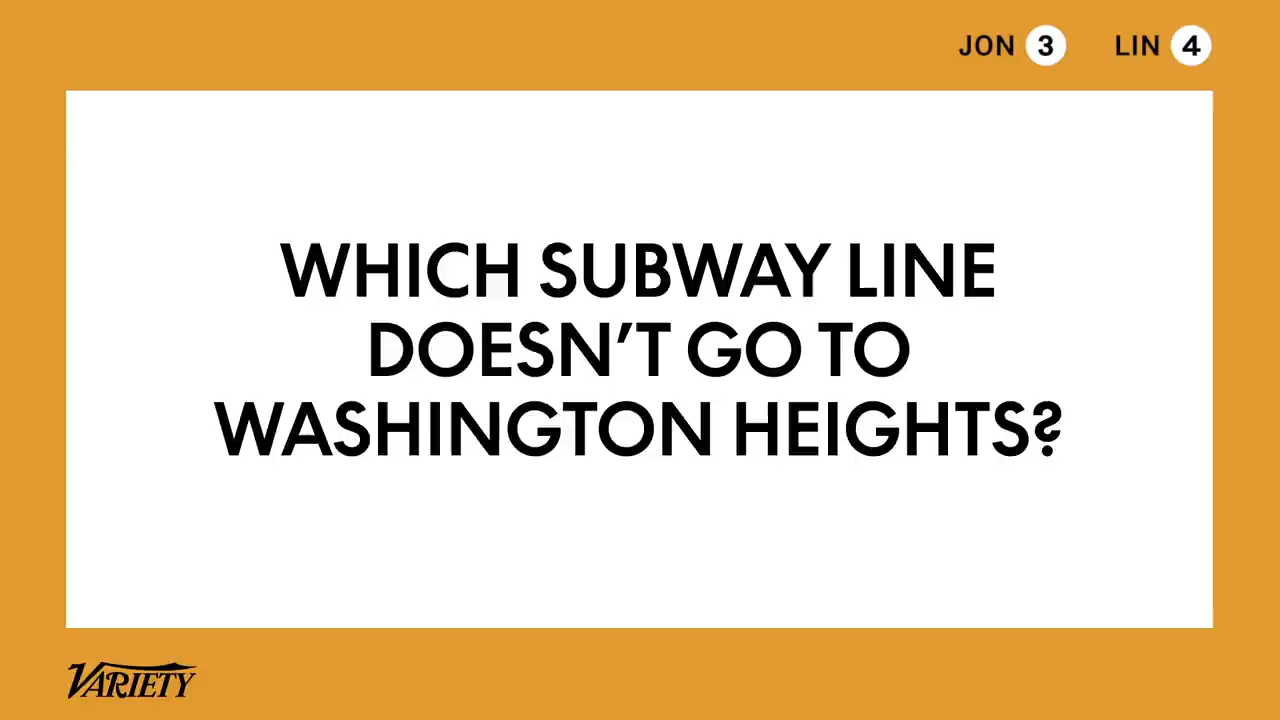 JON 3 LIN 4
WHICH SUBWAY LINE
DOESN’T GO TO
WASHINGTON HEIGHTS?
VARIETY